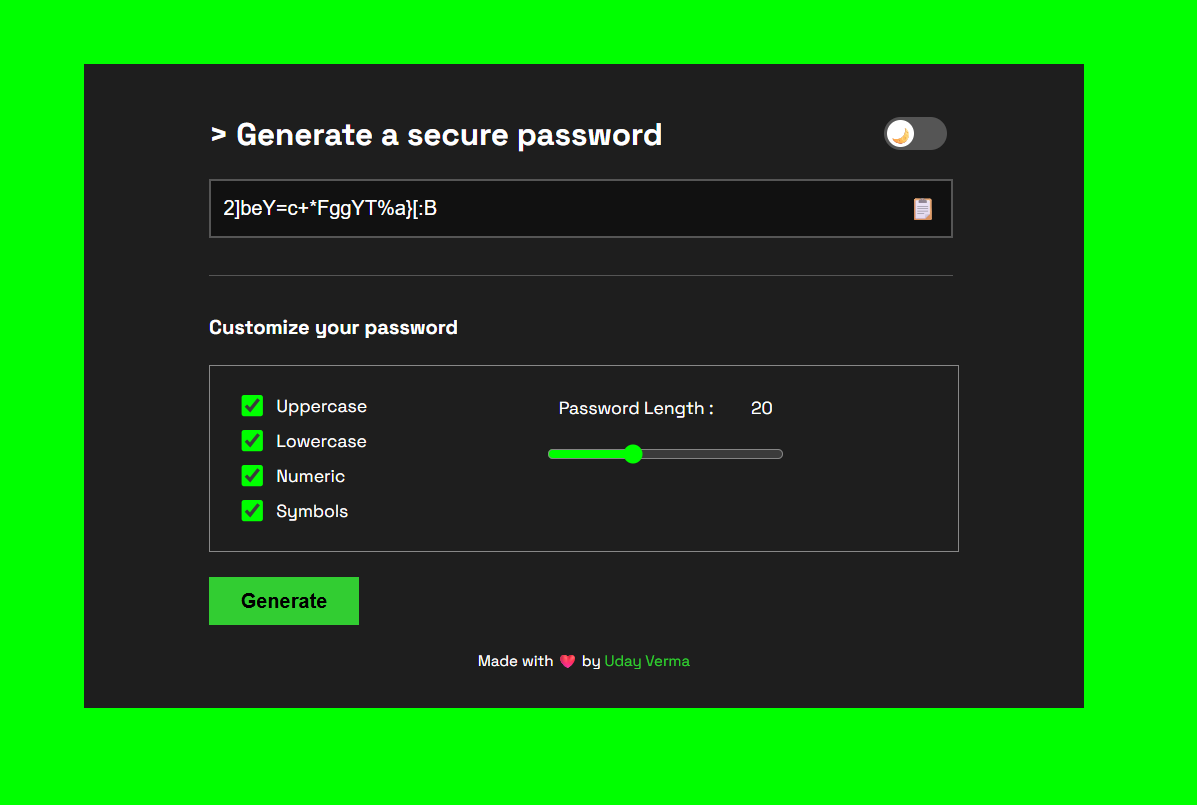 > Generate a secure password
2]beY=c+*FggYT%a}[:B
Customize your password
Uppercase
Password Length : 20
Lowercase
Numeric
Symbols
Generate
Made with ❤️ by Uday Verma